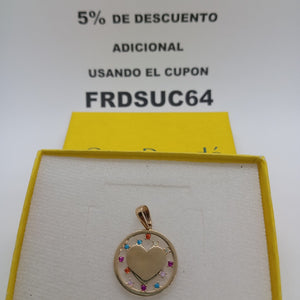 5% DE DESCUENTO
ADICIONAL
USANDO EL CUPON
FRDSUC64